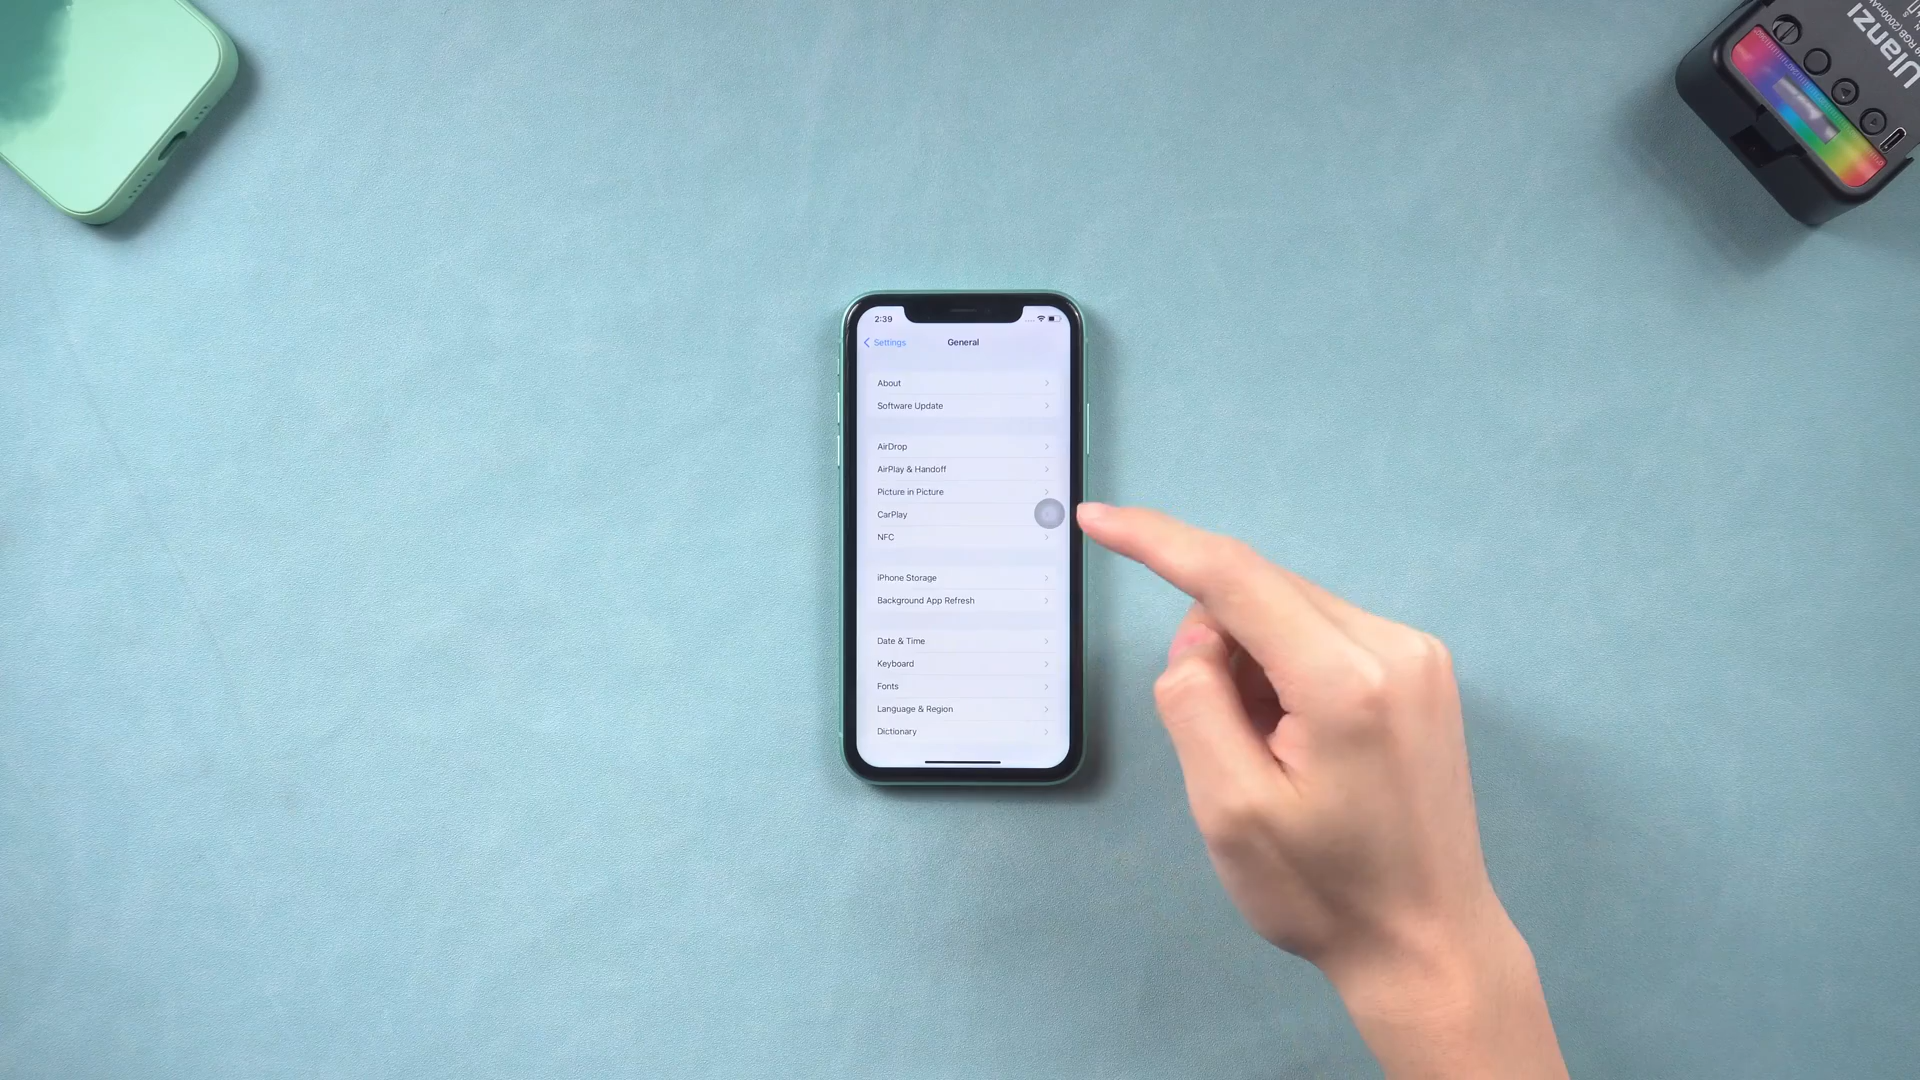 Ulanzi
2:39
Settings
General
About
Software Update
AirDrop
AirPlay & Handoff
Picture in Picture
CarPlay
NFC
iPhone Storage
Background App Refresh
Date & Time
Keyboard
Fonts
Language & Region
Dictionary